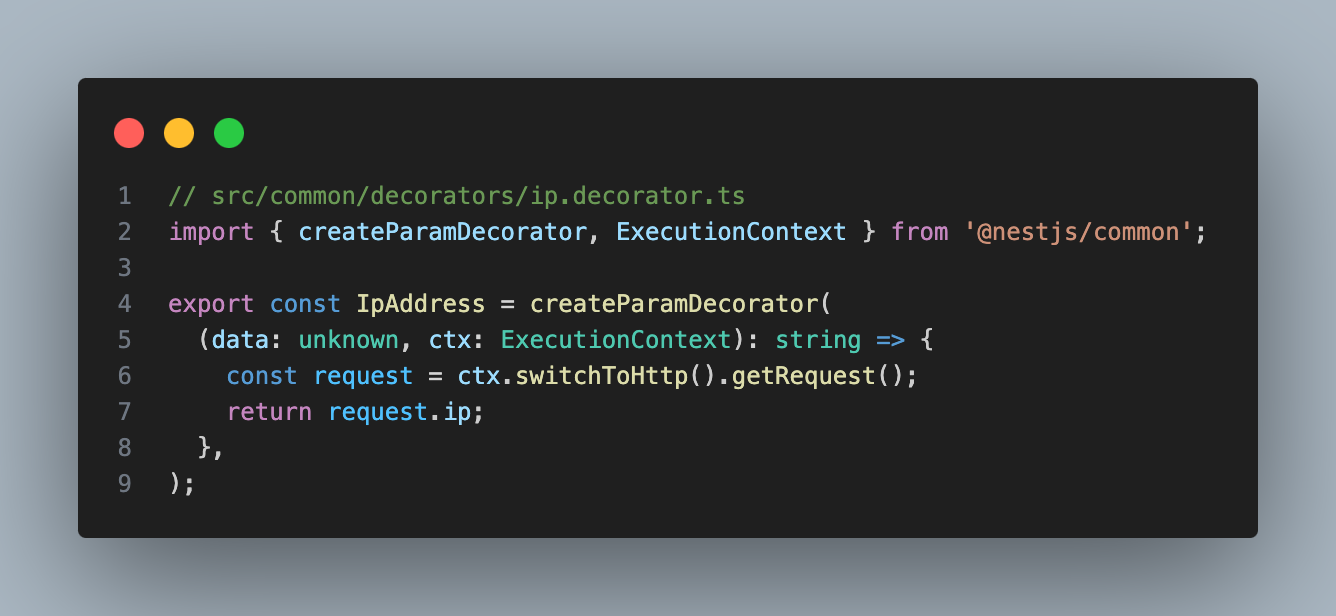 1 // src/common/decorators/ip.decorator.ts
2 import { createParamDecorator, ExecutionContext } from '@nestjs/common';
3
4 export const IpAddress = createParamDecorator(
5   (data: unknown, ctx: ExecutionContext): string => {
6     const request = ctx.switchToHttp().getRequest();
7     return request.ip;
8   },
9 );